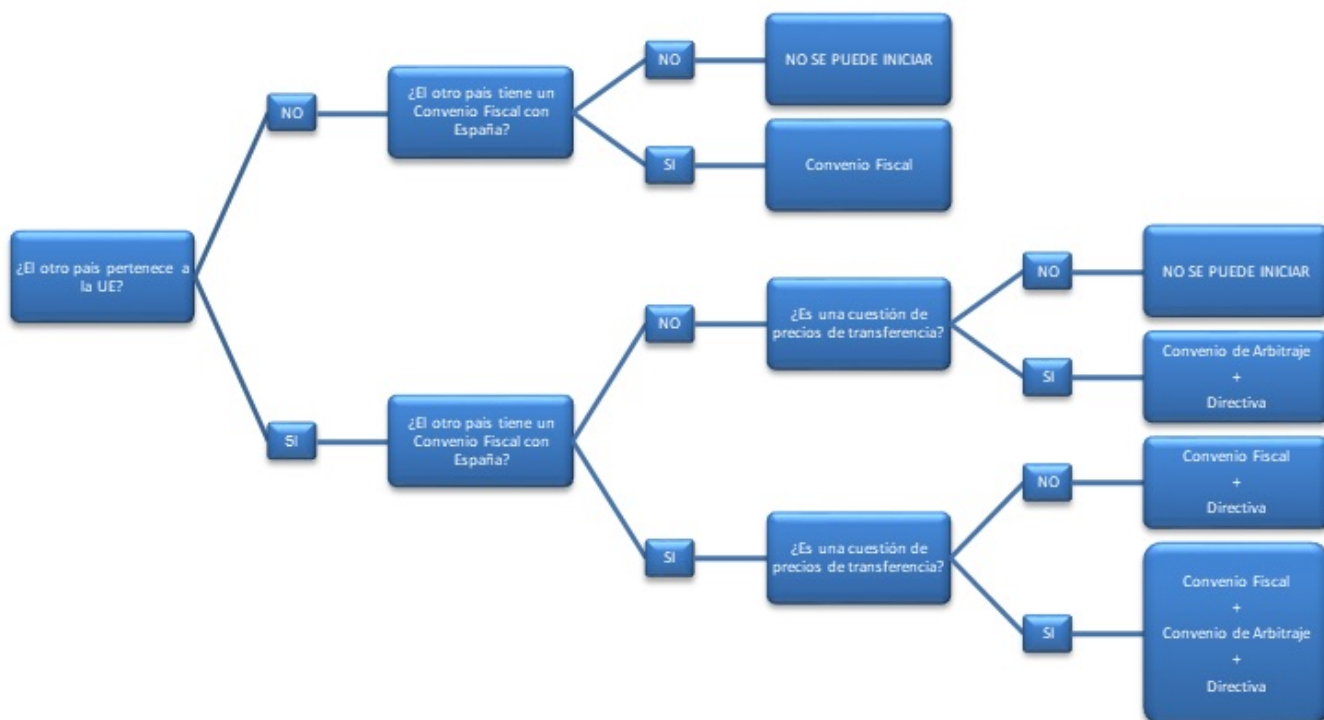 ¿El otro país pertenece a
la UE?
NO
¿El otro país tiene un
Convenio Fiscal con
España?
NO
NO SE PUEDE INICIAR
SI
Convenio Fiscal
SI
¿El otro país tiene un
Convenio Fiscal con
España?
NO
¿Es una cuestión de
precios de transferencia?
NO
NO SE PUEDE INICIAR
SI
Convenio de Arbitraje
+
Directiva
SI
¿Es una cuestión de
precios de transferencia?
NO
Convenio Fiscal
+
Directiva
SI
Convenio Fiscal
+
Convenio de Arbitraje
+
Directiva